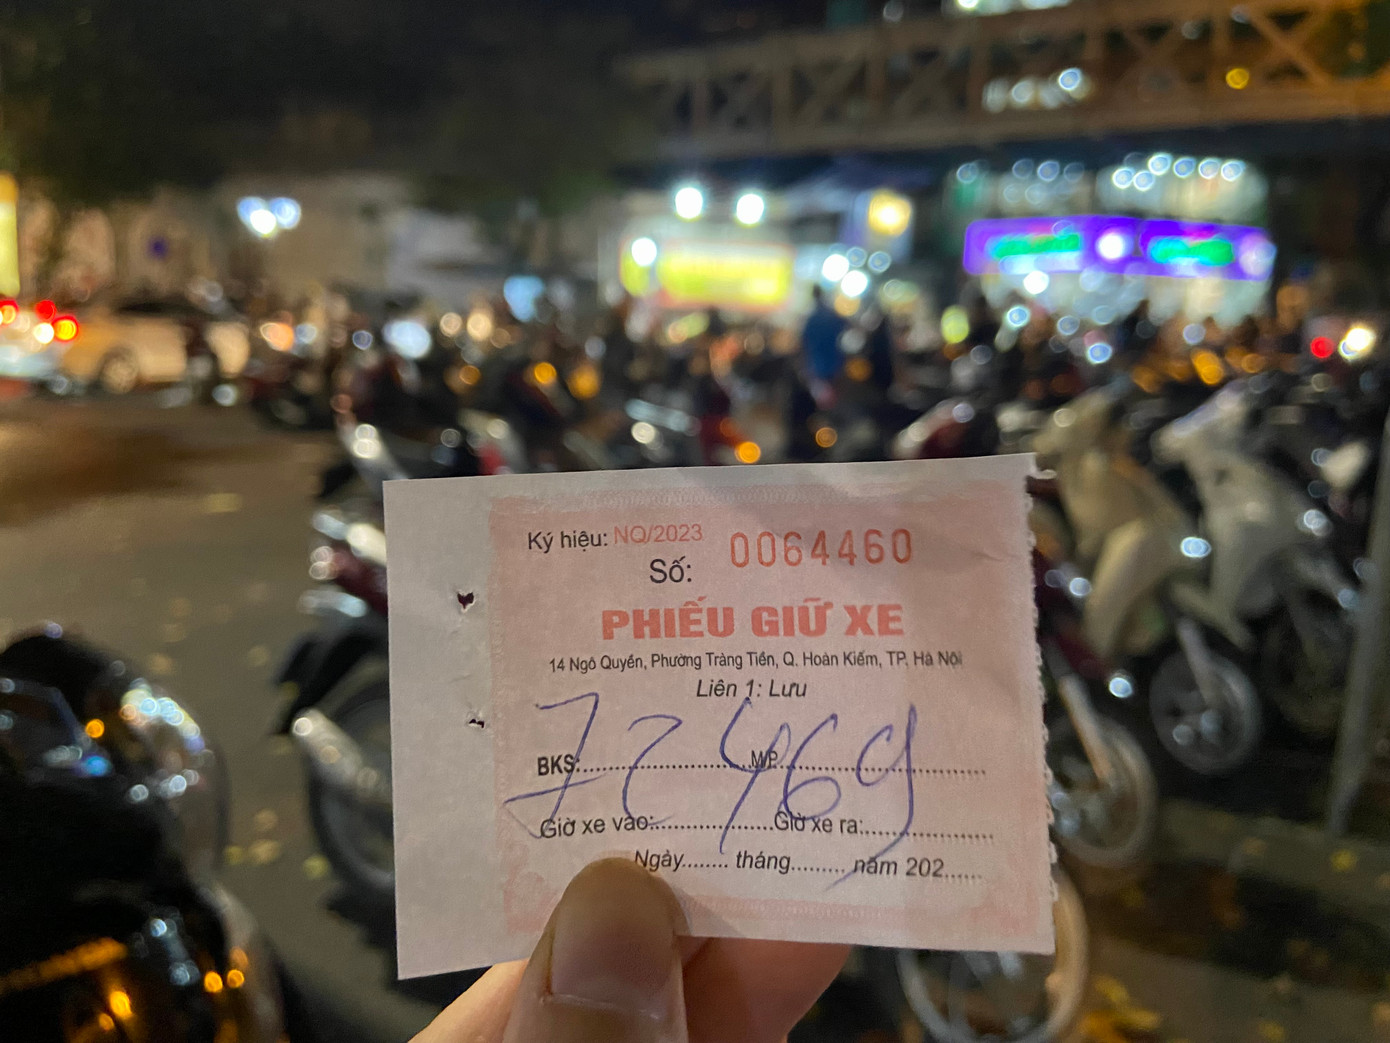 Ký hiệu: NQ/2023 0064460
Số:
PHIẾU GIỮ XE
14 Ngô Quyền, Phường Tràng Tiền, Q. Hoàn Kiếm, TP. Hà Nội
Liên 1: Lưu
72469
BKS:........................MP...............................
Giờ xe vào:....................Giờ xe ra:....................
Ngày........ tháng......... năm 202......